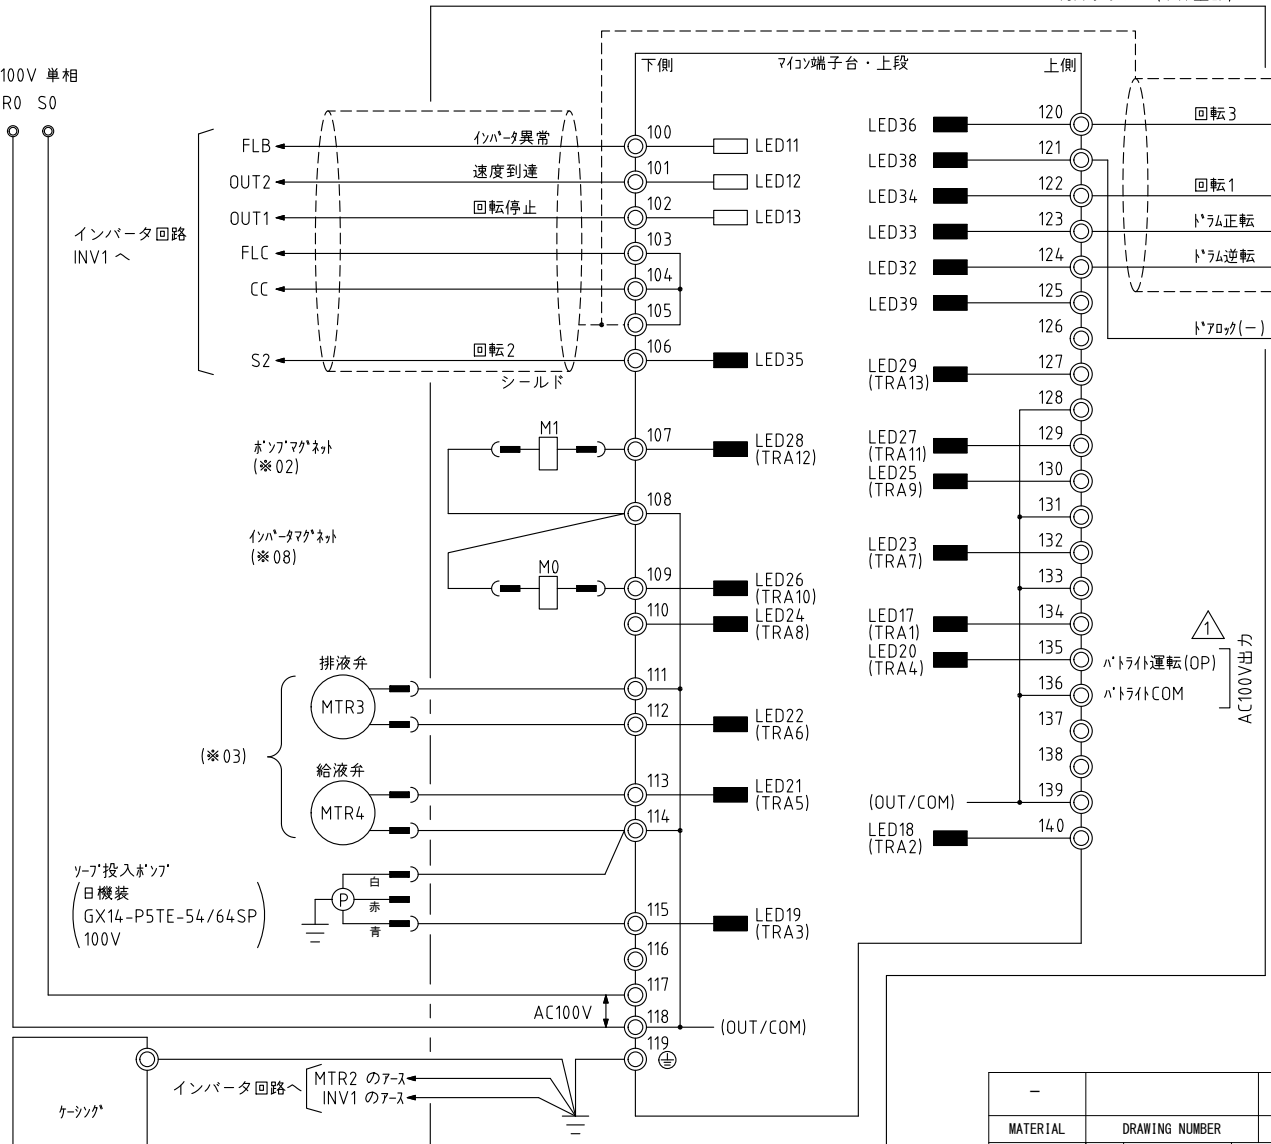 100V 単相
R0 S0
インバータ回路
INV1 へ
FLB
OUT2
OUT1
FLC
CC
S2
ｲﾝﾊﾞｰﾀ異常
速度到達
回転停止
回転2
シールド
下側
ﾏｲｺﾝ端子台・上段
上側
100 LED11
101 LED12
102 LED13
103
104
105
106 LED35
ﾎﾟﾝﾌﾟﾏｸﾞﾈｯﾄ
(※02)
M1
107 LED28
(TRA12)
108
ｲﾝﾊﾞｰﾀﾏｸﾞﾈｯﾄ
(※08)
M0
109 LED26
(TRA10)
110 LED24
(TRA8)
排液弁
MTR3
111
112 LED22
(TRA6)
(※03)
給液弁
MTR4
113 LED21
(TRA5)
114
ｿｰﾌﾟ投入ﾎﾟﾝﾌﾟ
日機装
GX14-P5TE-54/64SP
100V
P
白
赤
青
115 LED19
(TRA3)
116
117
AC100V
118 (OUT/COM)
119
ｹｰｼﾝｸﾞ
インバータ回路へ
MTR2 のｱｰｽ
INV1 のｱｰｽ
LED36 120 回転3
LED38 121
LED34 122 回転1
LED33 123 ﾄﾞﾗﾑ正転
LED32 124 ﾄﾞﾗﾑ逆転
LED39 125
126 ﾄﾞｱﾛｯｸ(－)
LED29 127
(TRA13)
128
LED27 129
(TRA11)
LED25 130
(TRA9)
131
LED23 132
(TRA7)
133
LED17 134
(TRA1)
LED20 135 ﾊﾟﾄﾗｲﾄ運転(OP)
(TRA4)
136 ﾊﾟﾄﾗｲﾄCOM
1
AC100V出力
137
138
(OUT/COM) 139
LED18 140
(TRA2)
－
MATERIAL DRAWING NUMBER